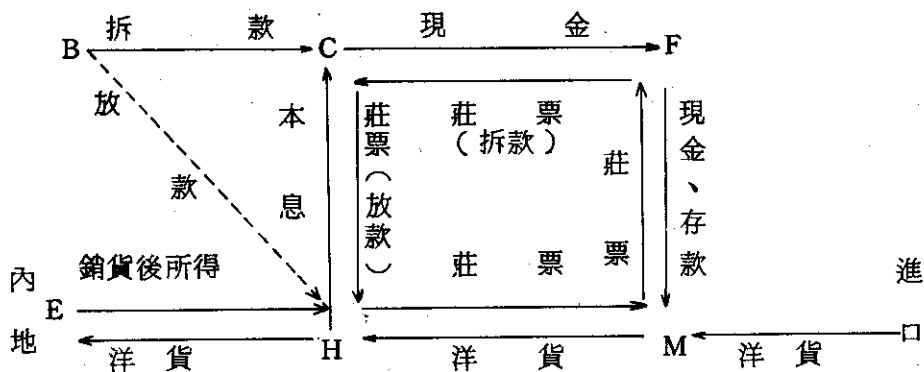 拆款
B
C
現金
F
放款
本息
莊票（放款）
莊票
（拆款）
莊票
現金、存款
莊票
銷貨後所得
內地
E
H
M
進口
洋貨
洋貨
洋貨